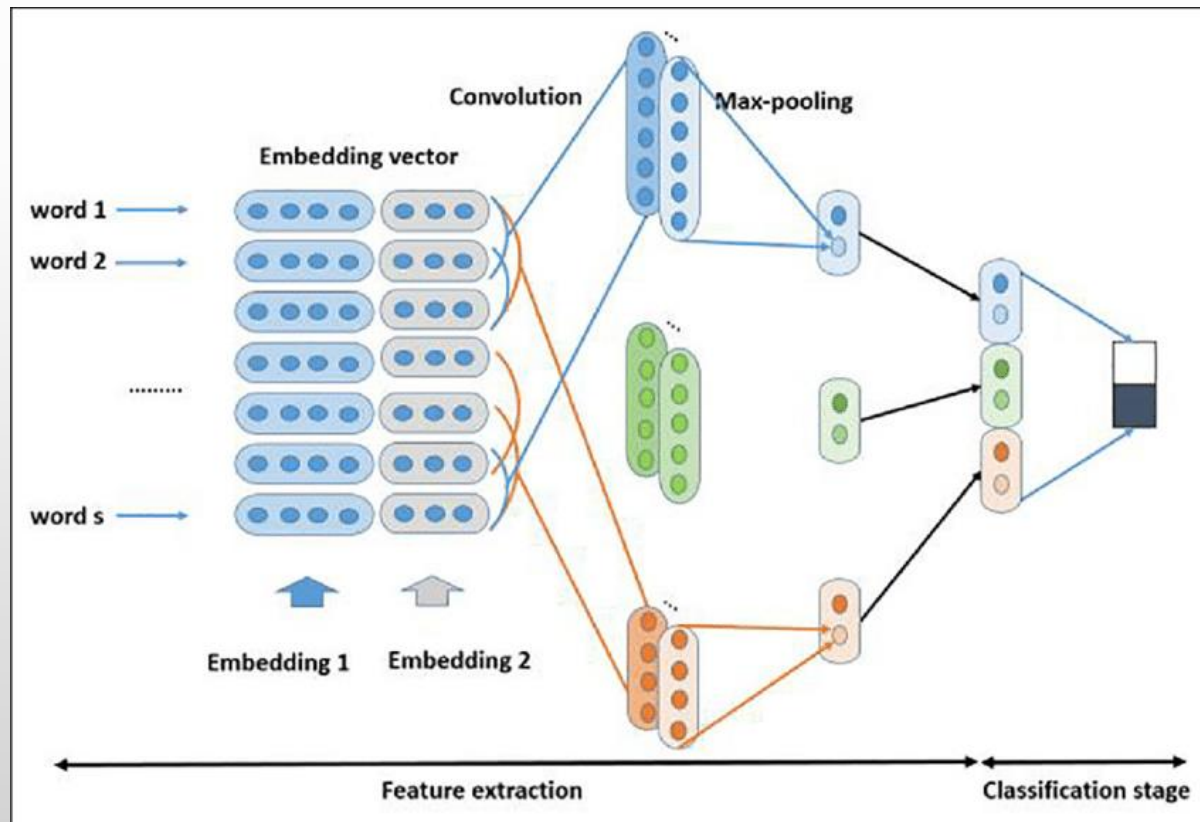 Convolution
Max-pooling
Embedding vector
word 1
word 2
.........
word s
Embedding 1
Embedding 2
Feature extraction
Classification stage